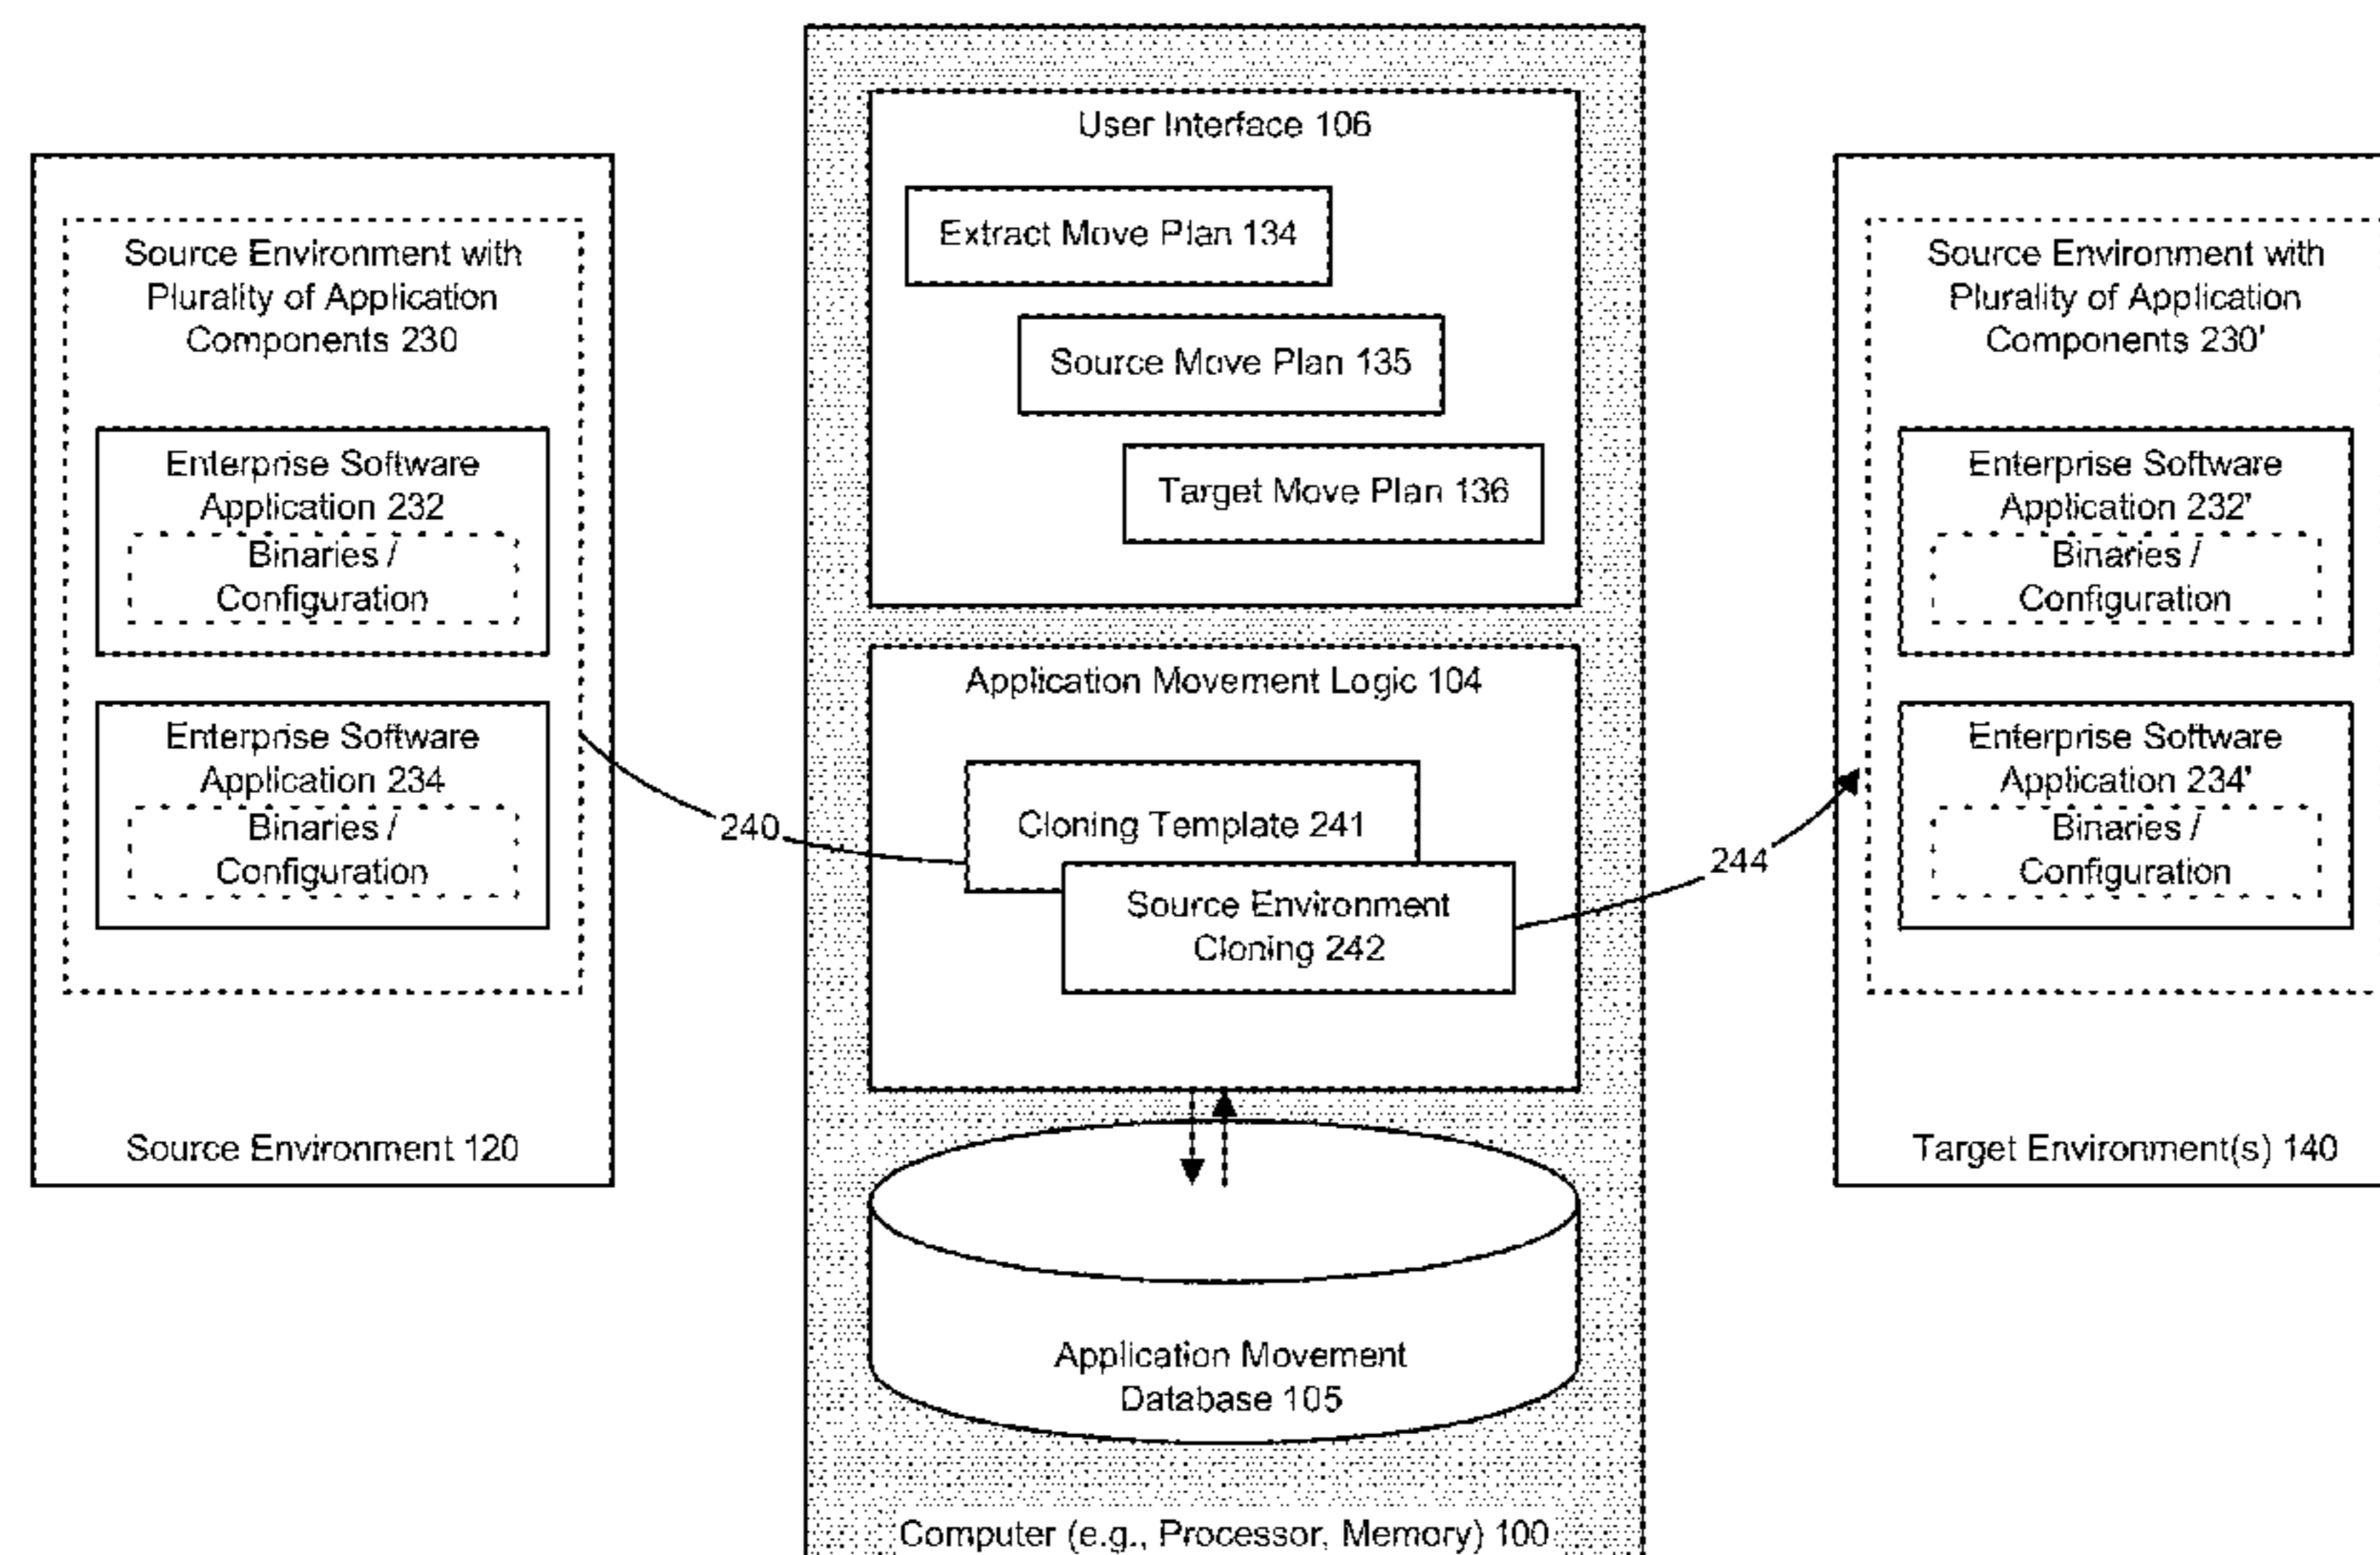 User Interface 106
Extract Move Plan 134
Source Move Plan 135
Target Move Plan 136
Source Environment with
Plurality of Application
Components 230
Enterprise Software
Application 232
Binaries /
Configuration
Enterprise Software
Application 234
Binaries /
Configuration
Source Environment 120
240
Application Movement Logic 104
Cloning Template 241
Source Environment
Cloning 242
244
Application Movement
Database 105
Computer (e.g., Processor, Memory) 100
Source Environment with
Plurality of Application
Components 230'
Enterprise Software
Application 232'
Binaries /
Configuration
Enterprise Software
Application 234'
Binaries /
Configuration
Target Environment(s) 140